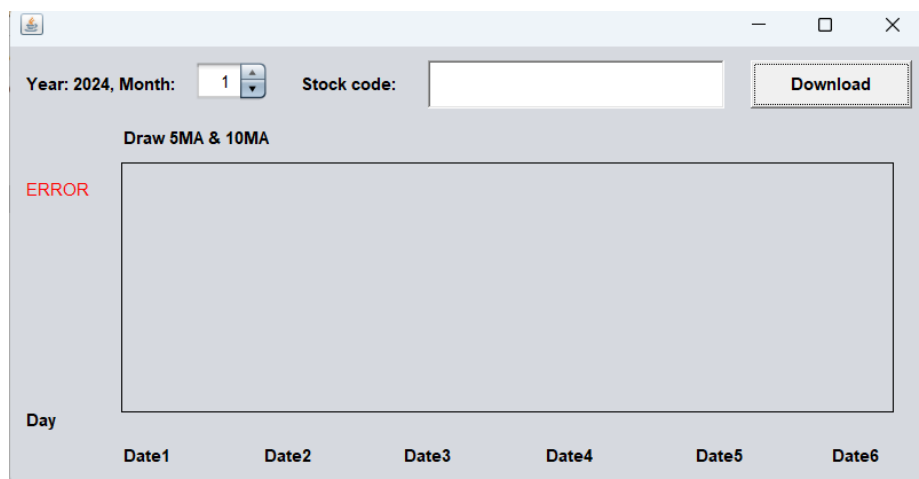 Year: 2024, Month: 1 Stock code: Download
Draw 5MA & 10MA
ERROR
Day
Date1 Date2 Date3 Date4 Date5 Date6